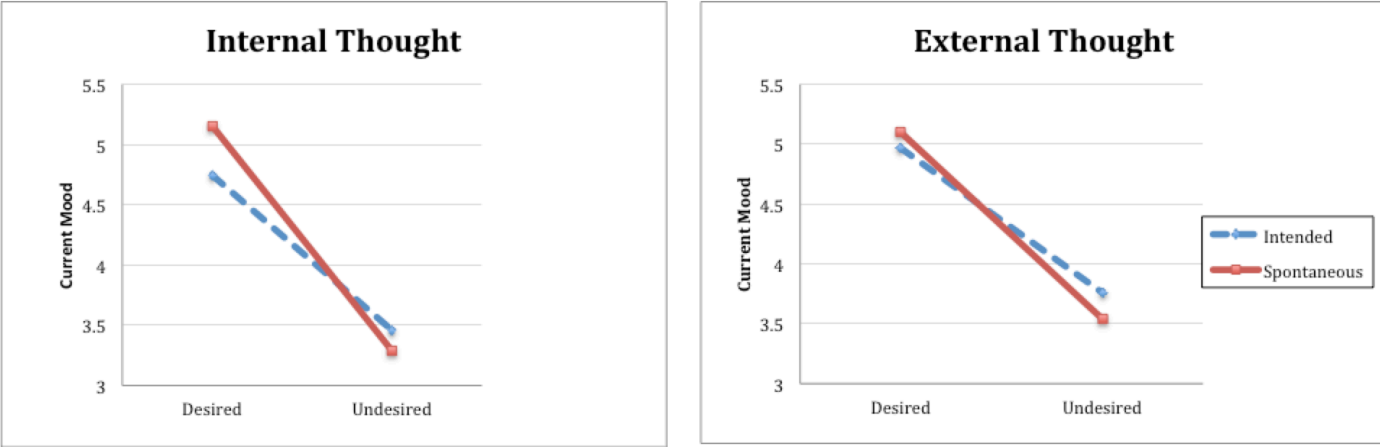 Internal Thought
5.5
5
4.5
4
3.5
3
Current Mood
Desired Undesired
External Thought
5.5
5
4.5
4
3.5
3
Current Mood
Desired Undesired
Intended
Spontaneous